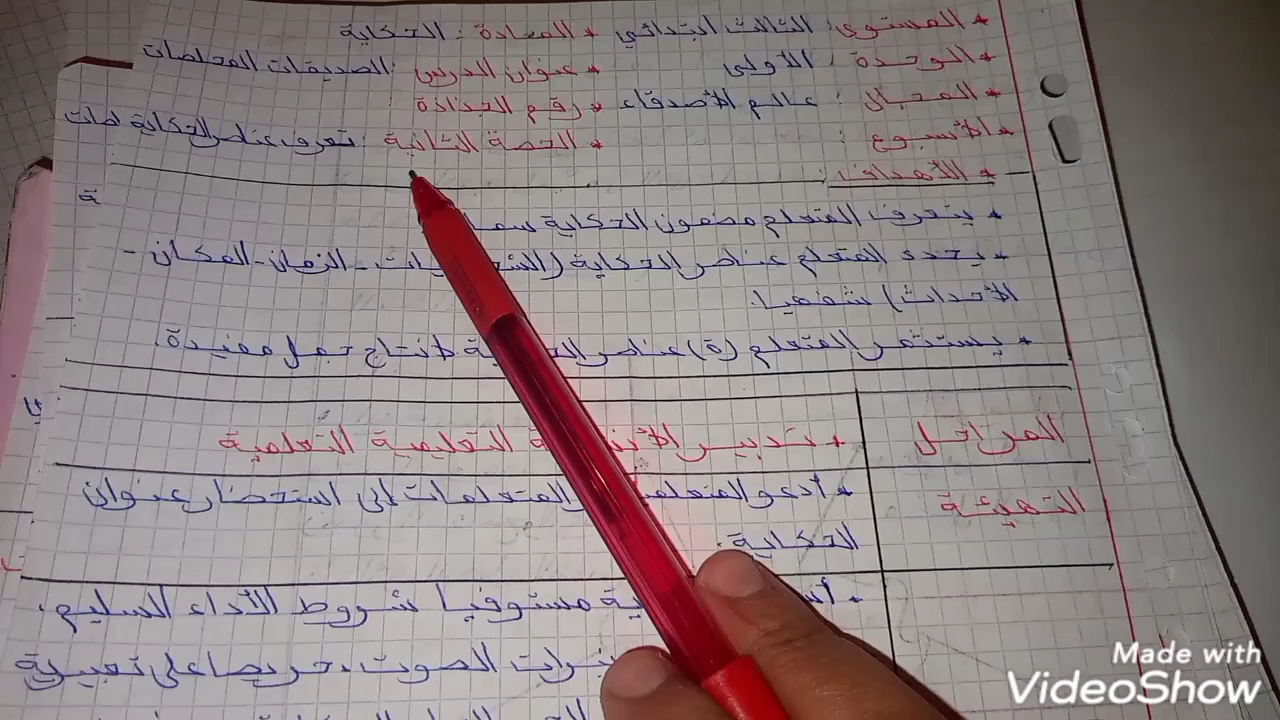 * المستوى: الثالث ابتدائي * المادة: الحكاية
* الوحدة: الأولى * عنوان الدرس: الصديقات المخلصات
* المجال: عالم الأصدقاء * رقم الجذاذة
* الأسبوع: * الحصة الثانية: تعرف عناصر الحكاية
* الأهداف:
* يتعرف المتعلم مضمون الحكاية
* يحدد المتعلم عناصر الحكاية ( - الزمان - المكان -
الأحداث) شفهيا.
* يستثمر المتعلم (ة) عناصر لإنتاج جمل مفيدة.
المراحل * تدبير التعليمية التعلمية
التهيئة * أدعو والمتعلمات إلى استحضار عنوان
الحكاية.
مستوفيا شروط الأداء السليم.
نبرات الصوت، حريصا على تعبيرية
Made with
VideoShow